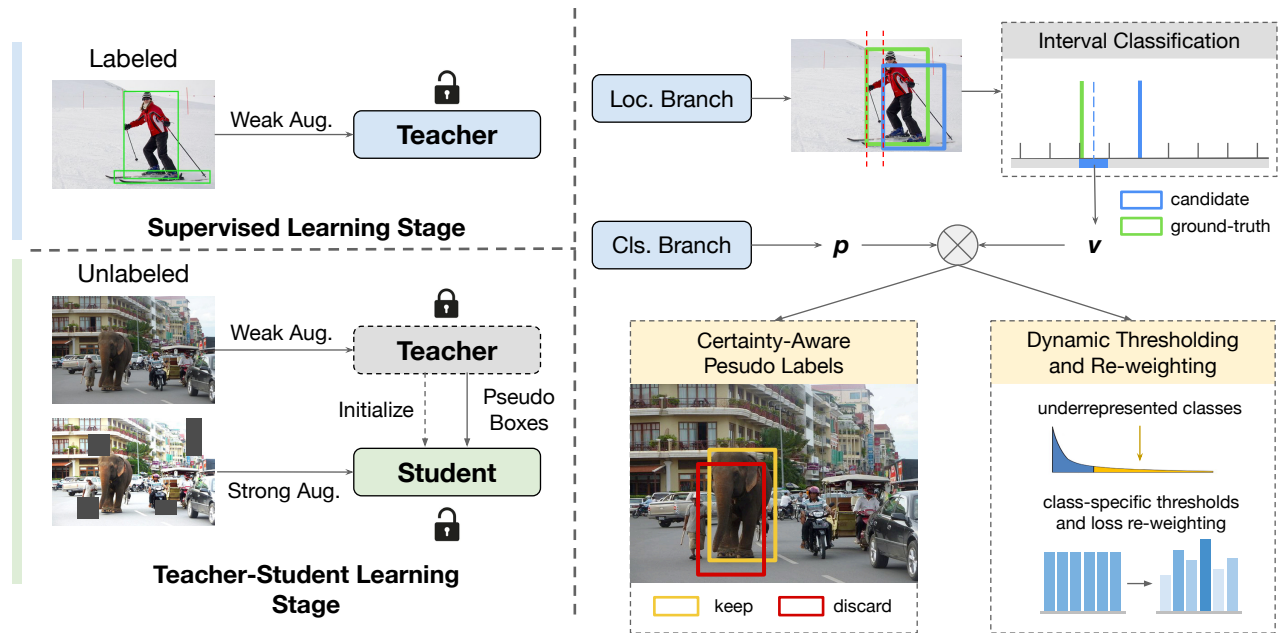 Labeled
Weak Aug.
Teacher
Supervised Learning Stage
Unlabeled
Weak Aug.
Teacher
Initialize
Pseudo
Boxes
Strong Aug.
Student
Teacher-Student Learning
Stage
Loc. Branch
Interval Classification
candidate
ground-truth
Cls. Branch
p
v
Certainty-Aware
Pesudo Labels
keep
discard
Dynamic Thresholding
and Re-weighting
underrepresented classes
class-specific thresholds
and loss re-weighting